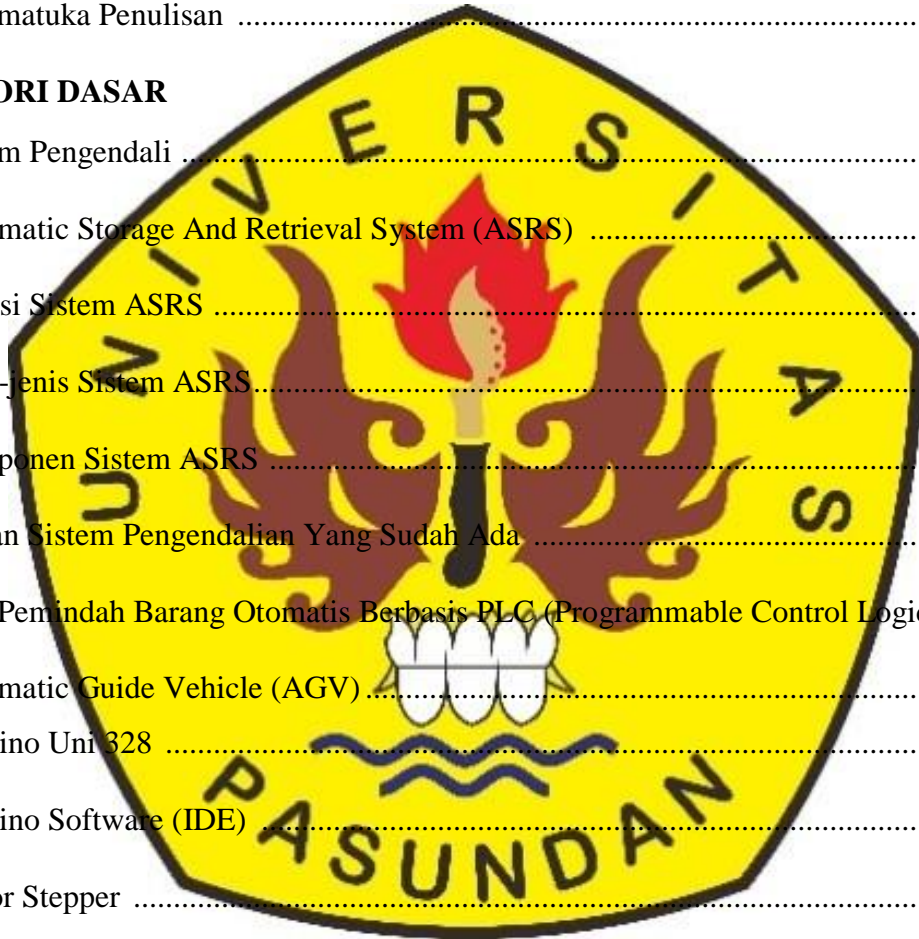 matuka Penulisan ................................................................
ORI DASAR
m Pengendali ................................................................
matic Storage And Retrieval System (ASRS) ................................
si Sistem ASRS ................................................................
-jenis Sistem ASRS................................................................
ponen Sistem ASRS ................................................................
an Sistem Pengendalian Yang Sudah Ada ................................
Pemindah Barang Otomatis Berbasis PLC (Programmable Control Logic
matic Guide Vehicle (AGV) ................................................
ino Uni 328 ................................................................
ino Software (IDE) ................................................................
or Stepper ................................................................
UNIVERSITAS
PASUNDAN